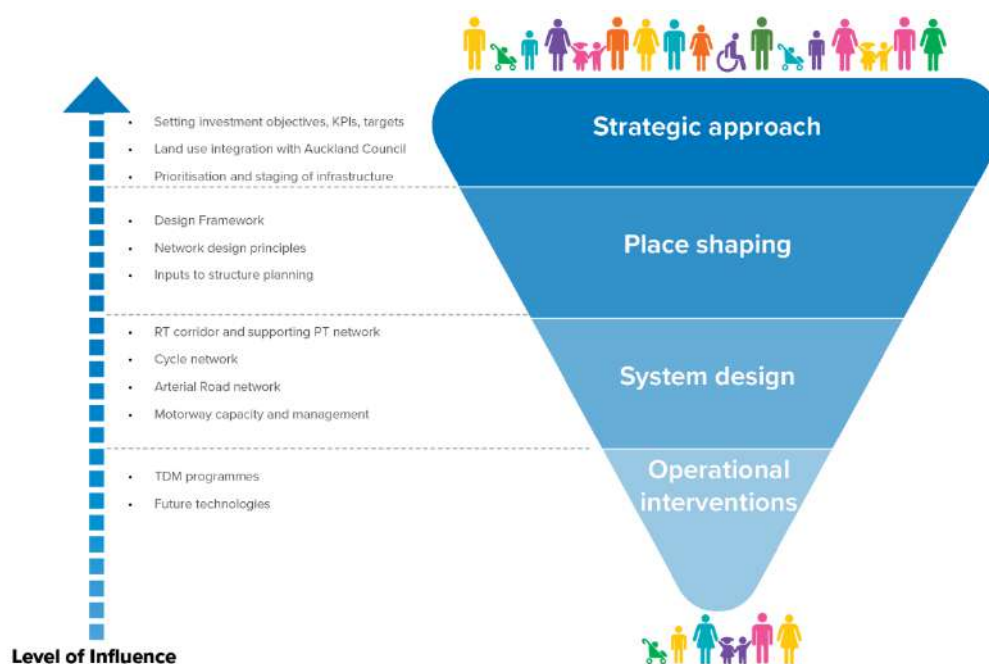 Strategic approach
• Setting investment objectives, KPIs, targets
• Land use integration with Auckland Council
• Prioritisation and staging of infrastructure
Place shaping
• Design Framework
• Network design principles
• Inputs to structure planning
System design
• RT corridor and supporting PT network
• Cycle network
• Arterial Road network
• Motorway capacity and management
Operational
interventions
• TDM programmes
• Future technologies
Level of Influence